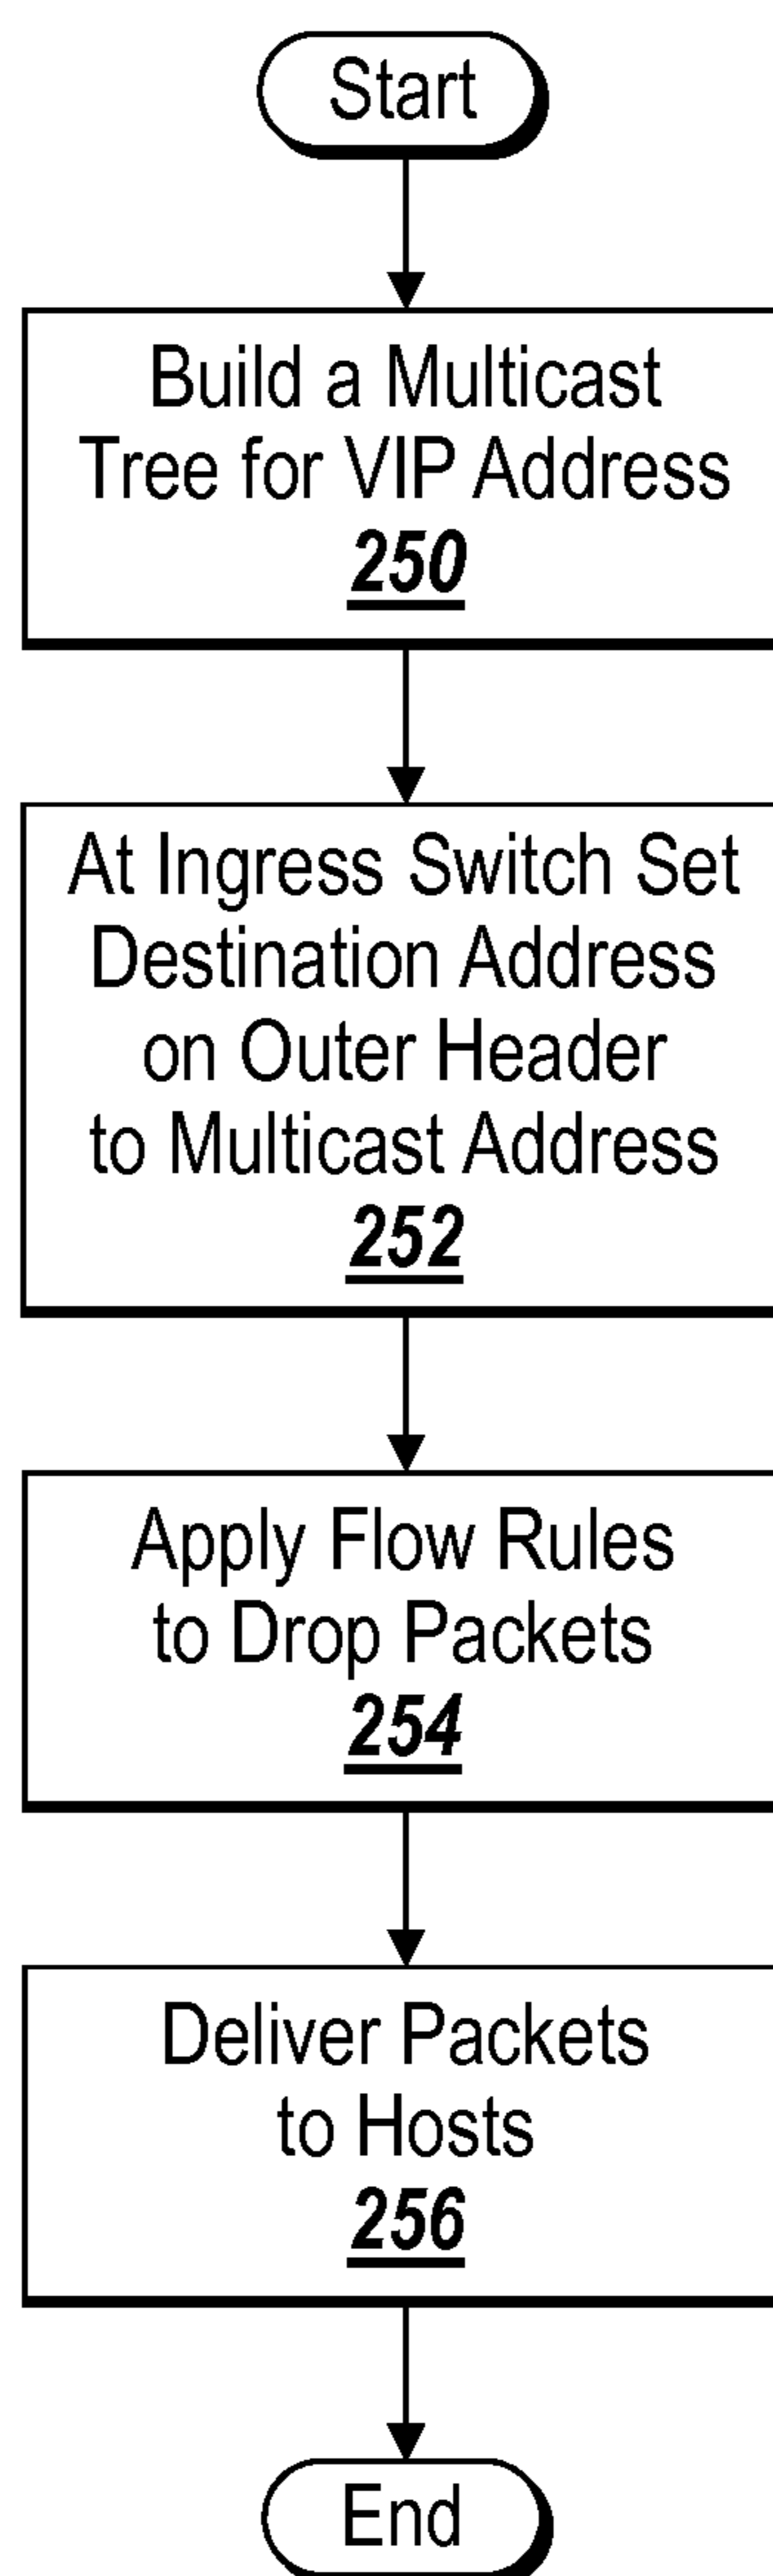 Start
Build a Multicast
Tree for VIP Address
250
At Ingress Switch Set
Destination Address
on Outer Header
to Multicast Address
252
Apply Flow Rules
to Drop Packets
254
Deliver Packets
to Hosts
256
End